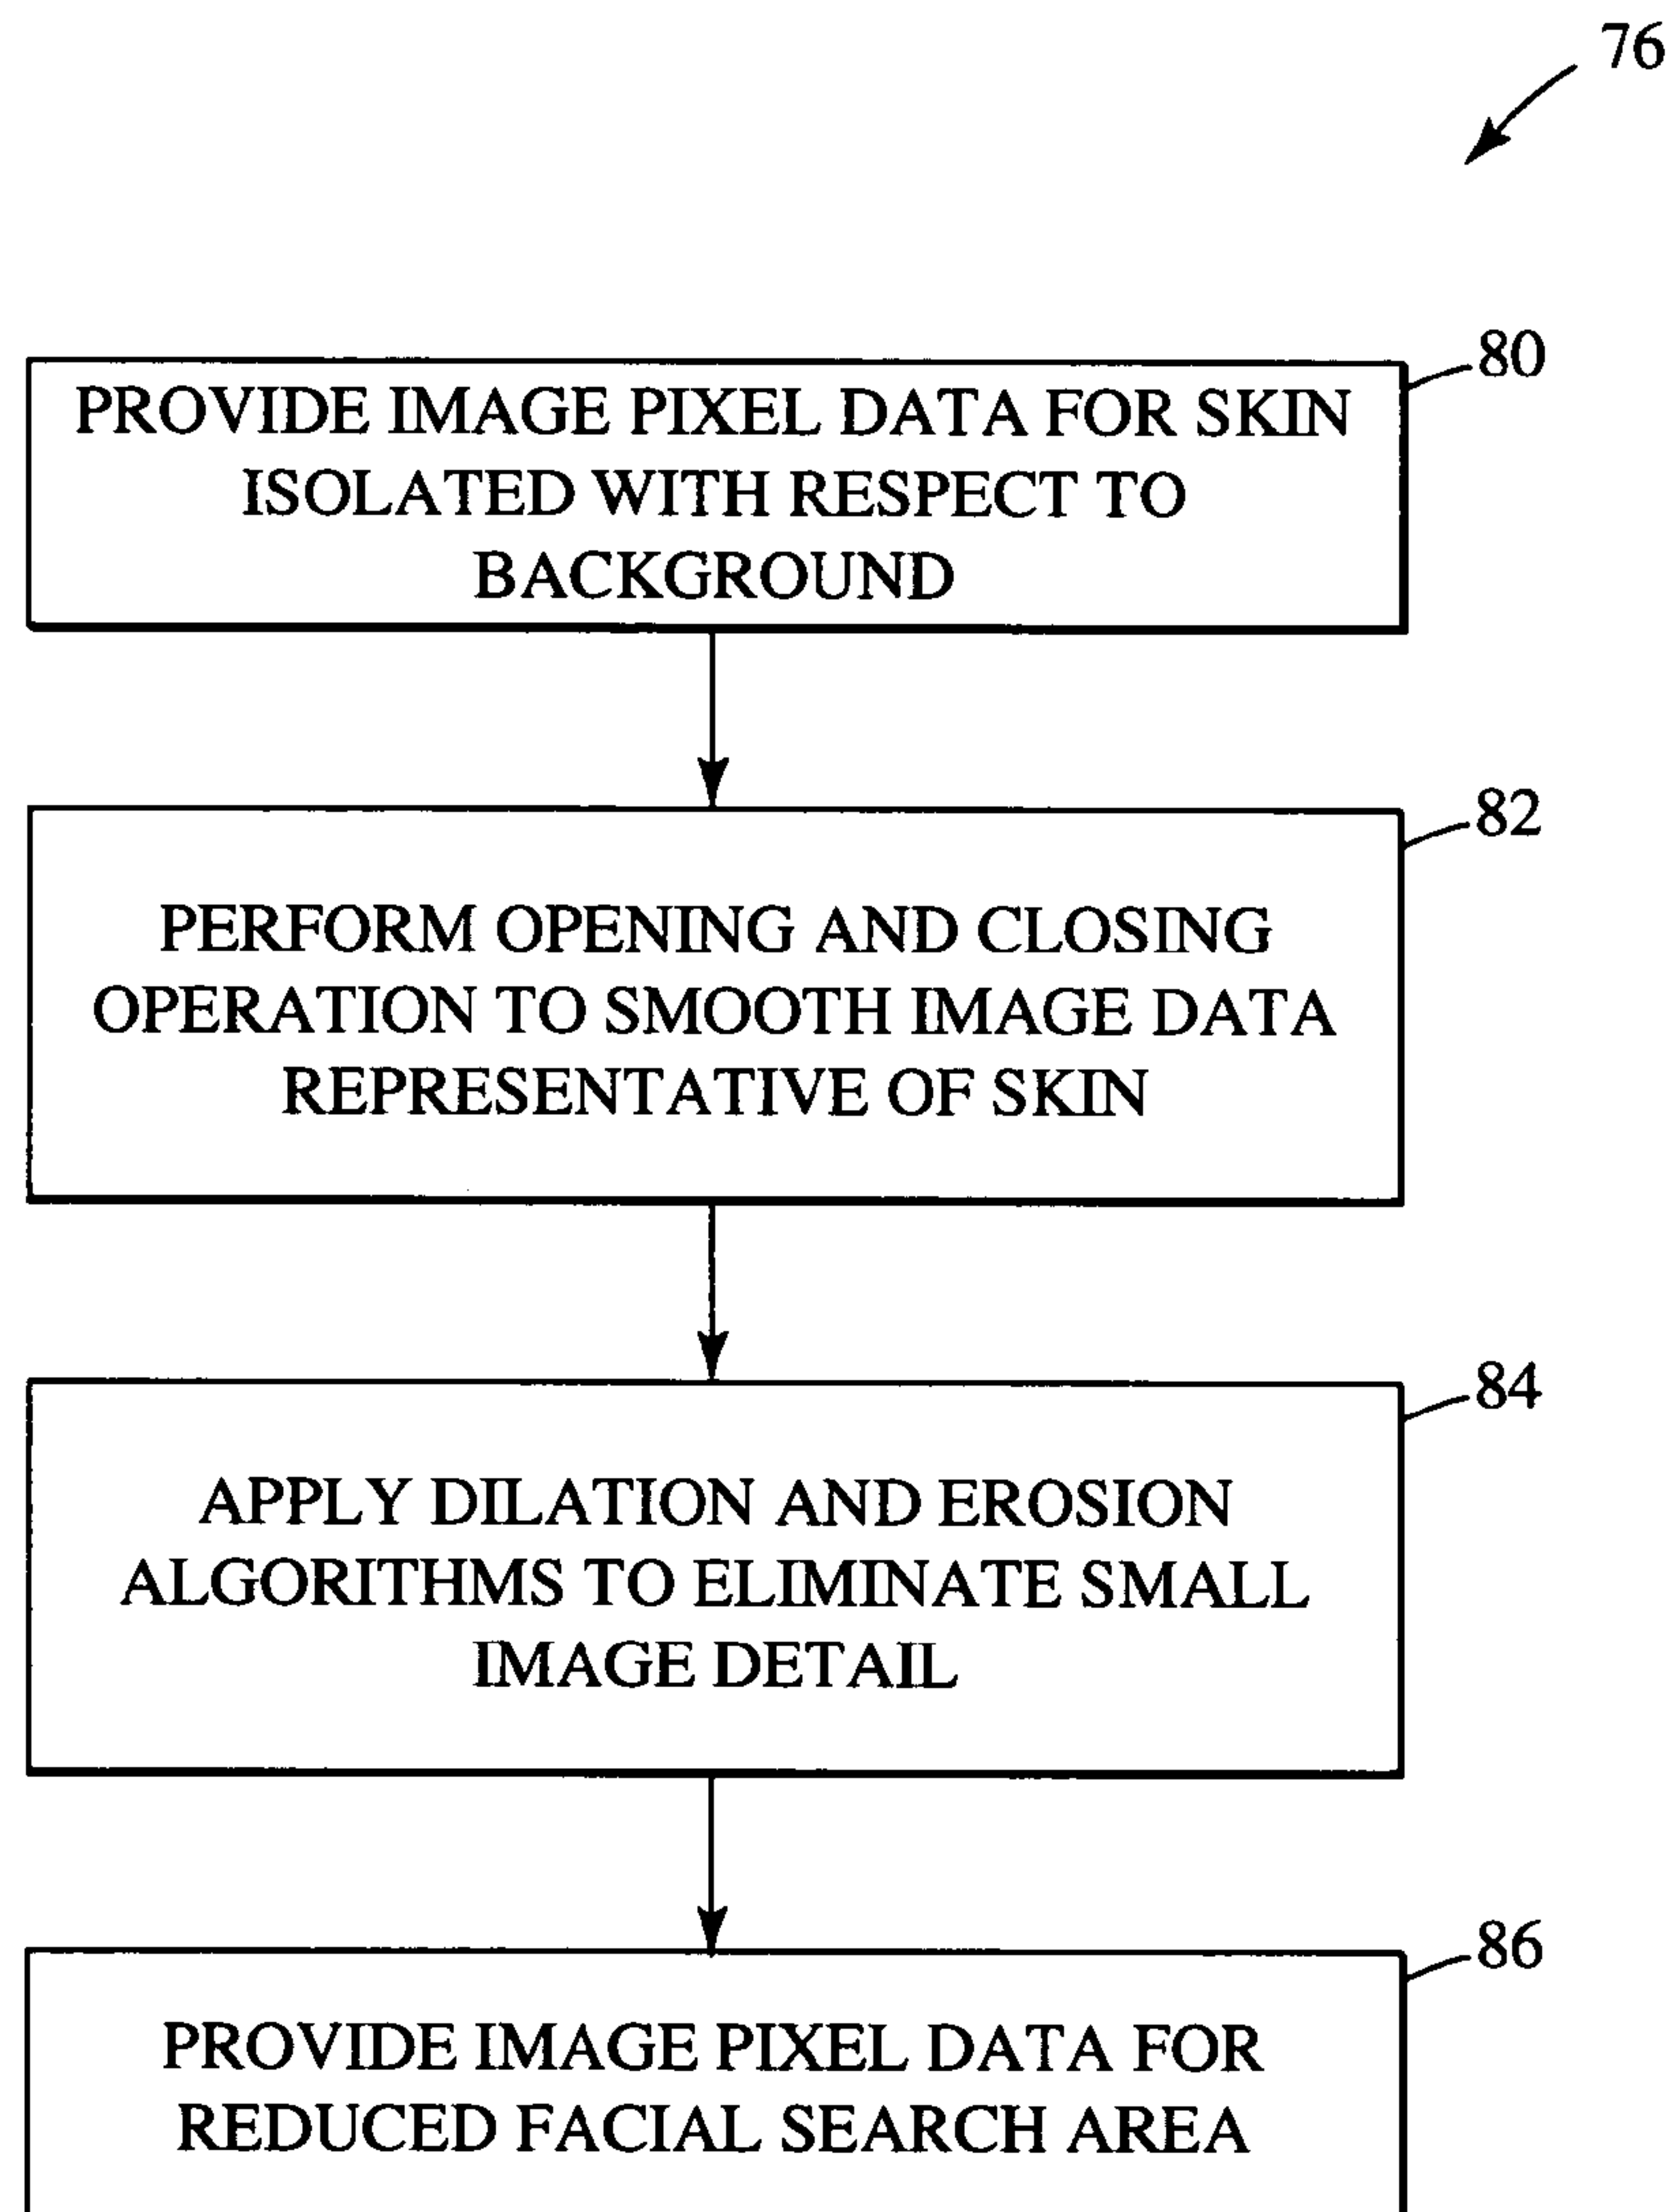 76
80
PROVIDE IMAGE PIXEL DATA FOR SKIN
ISOLATED WITH RESPECT TO
BACKGROUND
82
PERFORM OPENING AND CLOSING
OPERATION TO SMOOTH IMAGE DATA
REPRESENTATIVE OF SKIN
84
APPLY DILATION AND EROSION
ALGORITHMS TO ELIMINATE SMALL
IMAGE DETAIL
86
PROVIDE IMAGE PIXEL DATA FOR
REDUCED FACIAL SEARCH AREA